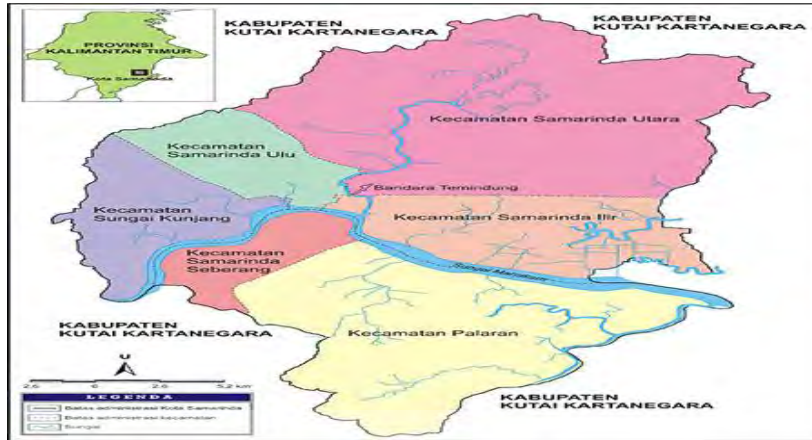 KABUPATEN
KUTAI KARTANEGARA
KABUPATEN
KUTAI KARTANEGARA
PROVINSI
KALIMANTAN TIMUR
Kota Samarinda
Kecamatan Samarinda Utara
Kecamatan
Samarinda Ulu
Bandara Temindung
Kecamatan
Sungai Kunjang
Kecamatan Samarinda Ilir
Kecamatan
Samarinda
Seberang
Sungai Mahakam
KABUPATEN
KUTAI KARTANEGARA
Kecamatan Palaran
U
2.6 0 2.6 5.2 km
LEGENDA
Batas administrasi Kota Samarinda
Batas administrasi kecamatan
Sungai
KABUPATEN
KUTAI KARTANEGARA